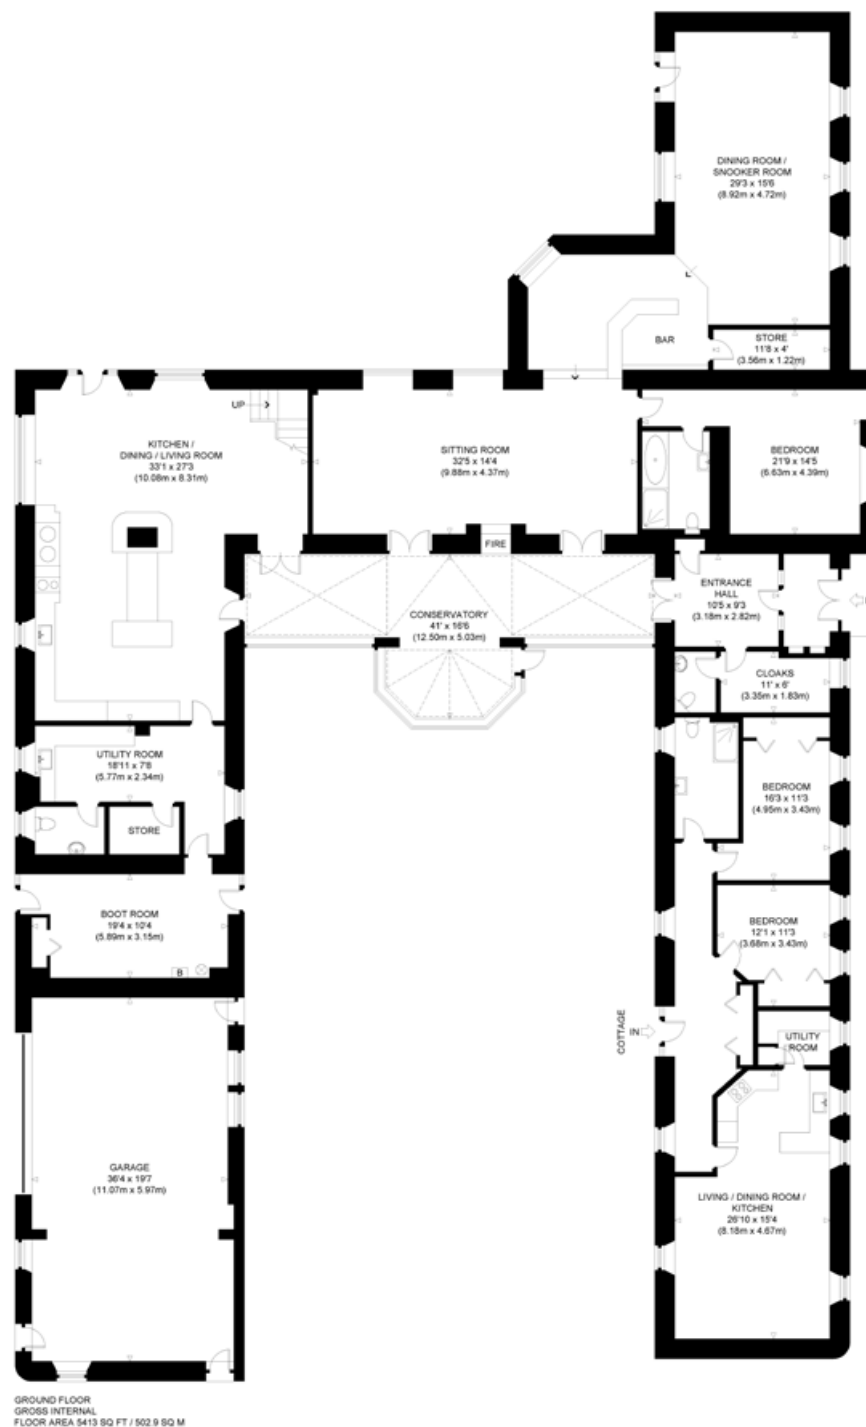 DINING ROOM /
SNOOKER ROOM
29'3 x 15'6
(8.92m x 4.72m)
BAR
STORE
11'8 x 4'
(3.56m x 1.22m)
UP
KITCHEN /
DINING / LIVING ROOM
33'1 x 27'3
(10.08m x 8.31m)
SITTING ROOM
32'5 x 14'4
(9.88m x 4.37m)
BEDROOM
21'9 x 14'5
(6.63m x 4.39m)
FIRE
ENTRANCE
HALL
10'5 x 9'3
(3.18m x 2.82m)
CONSERVATORY
41' x 16'6
(12.50m x 5.03m)
CLOAKS
11' x 6'
(3.35m x 1.83m)
UTILITY ROOM
18'11 x 7'8
(5.77m x 2.34m)
STORE
BEDROOM
16'3 x 11'3
(4.95m x 3.43m)
BOOT ROOM
19'4 x 10'4
(5.89m x 3.15m)
B
BEDROOM
12'1 x 11'3
(3.68m x 3.43m)
COTTAGE
IN
UTILITY
ROOM
GARAGE
36'4 x 19'7
(11.07m x 5.97m)
LIVING / DINING ROOM /
KITCHEN
26'10 x 15'4
(8.18m x 4.67m)
GROUND FLOOR
GROSS INTERNAL
FLOOR AREA 5413 SQ FT / 502.9 SQ M